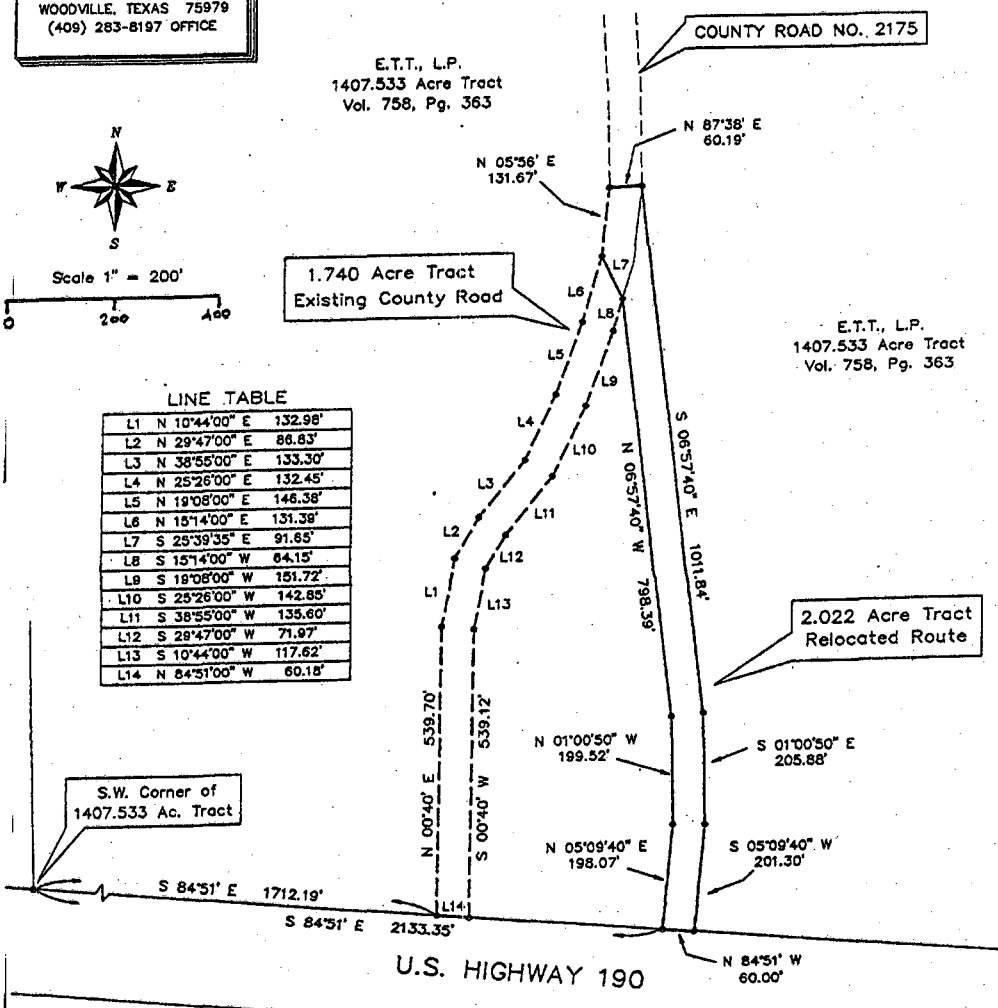 WOODVILLE, TEXAS 75979
(409) 283-8197 OFFICE
COUNTY ROAD NO. 2175
E.T.T., L.P.
1407.533 Acre Tract
Vol. 758, Pg. 363
N 87°38' E
60.19'
N 05°56' E
131.67'
N
W
E
S
Scale 1" = 200'
0
200
400
1.740 Acre Tract
Existing County Road
L7
L6
L8
L5
L9
L4
L10
L3
L11
L2
L12
L1
L13
E.T.T., L.P.
1407.533 Acre Tract
Vol. 758, Pg. 363
LINE TABLE
L1 N 10°44'00" E 132.98'
L2 N 29°47'00" E 86.83'
L3 N 38°55'00" E 133.30'
L4 N 25°26'00" E 132.45'
L5 N 19°08'00" E 146.38'
L6 N 15°14'00" E 131.39'
L7 S 25°39'35" E 91.65'
L8 S 15°14'00" W 64.15'
L9 S 19°08'00" W 151.72'
L10 S 25°26'00" W 142.85'
L11 S 38°55'00" W 135.60'
L12 S 29°47'00" W 71.97'
L13 S 10°44'00" W 117.62'
L14 N 84°51'00" W 60.18'
S 06°57'40" E 1011.84'
N 06°57'40" W 798.39'
2.022 Acre Tract
Relocated Route
N 00°40' E 539.70'
S 00°40' W 539.12'
N 01°00'50" W
199.52'
S 01°00'50" E
205.88'
S.W. Corner of
1407.533 Ac. Tract
N 05°09'40" E
198.07'
S 05°09'40" W
201.30'
S 84°51' E 1712.19'
L14
S 84°51' E 2133.35'
N 84°51' W
60.00'
U.S. HIGHWAY 190